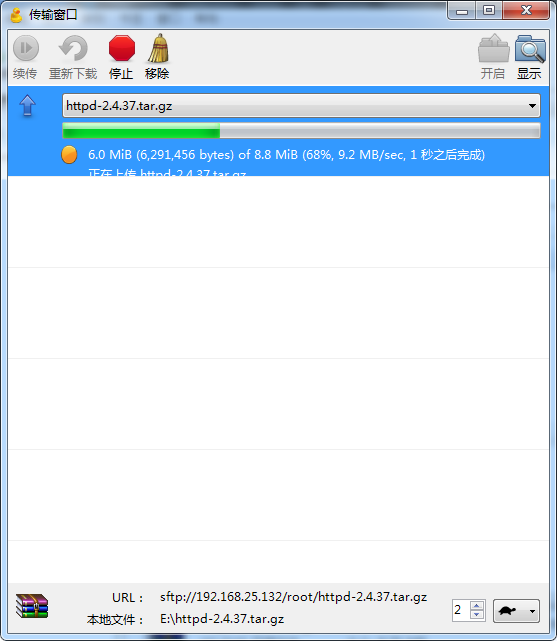 传输窗口
续传 重新下载 停止 移除 开启 显示
httpd-2.4.37.tar.gz
6.0 MiB (6,291,456 bytes) of 8.8 MiB (68%, 9.2 MB/sec, 1 秒之后完成)
正在上传 httpd-2.4.37.tar.gz
URL： sftp://192.168.25.132/root/httpd-2.4.37.tar.gz
本地文件： E:\httpd-2.4.37.tar.gz
2